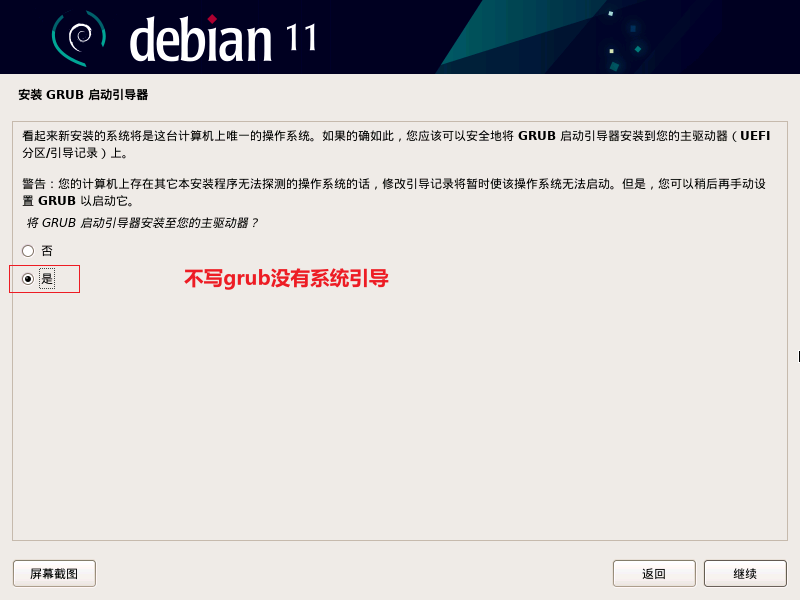 debian 11
安装 GRUB 启动引导器
看起来新安装的系统将是这台计算机上唯一的操作系统。如果的确如此，您应该可以安全地将 GRUB 启动引导器安装到您的主驱动器（UEFI
分区/引导记录）上。
警告：您的计算机上存在其它本安装程序无法探测的操作系统的话，修改引导记录将暂时使该操作系统无法启动。但是，您可以稍后再手动设
置 GRUB 以启动它。
将 GRUB 启动引导器安装至您的主驱动器？
否
是
不写grub没有系统引导
屏幕截图
返回
继续